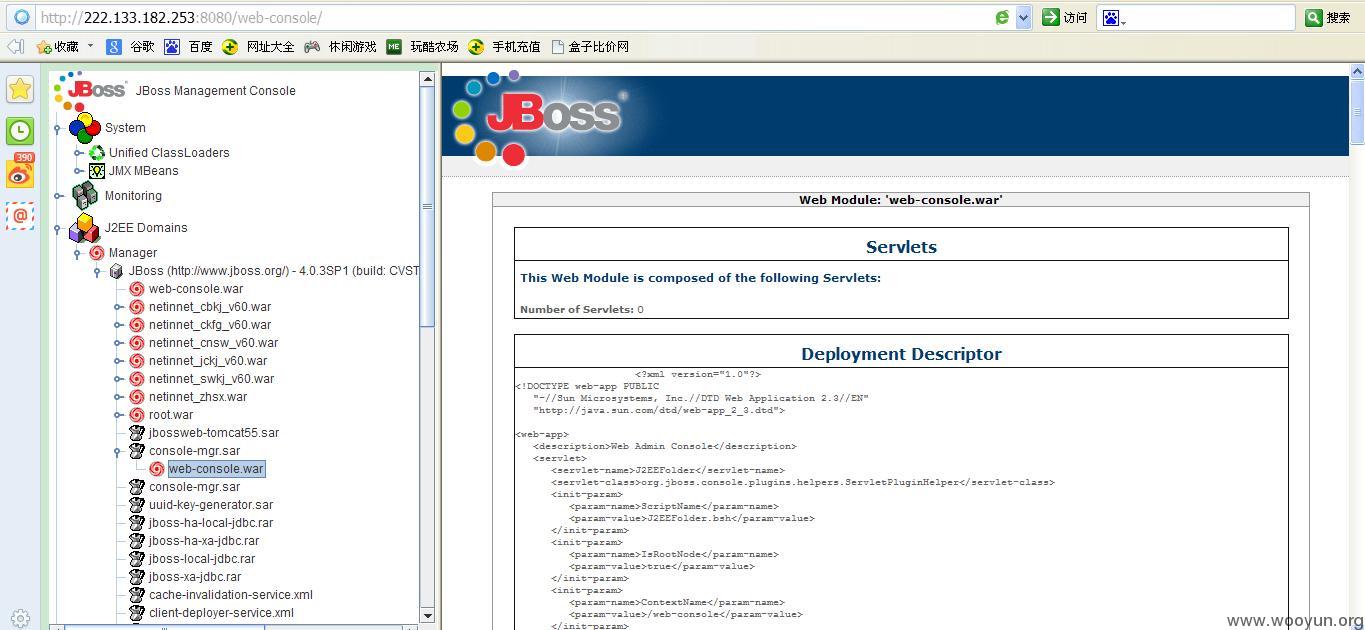 http://222.133.182.253:8080/web-console/
访问
搜索
收藏 谷歌 百度 网址大全 休闲游戏 ME 玩酷农场 手机充值 盒子比价网
390
@
JBoss JBoss Management Console
System
Unified ClassLoaders
JMX MBeans
Monitoring
J2EE Domains
Manager
JBoss (http://www.jboss.org/) - 4.0.3SP1 (build: CVST
web-console.war
netinnet_cbkj_v60.war
netinnet_ckfg_v60.war
netinnet_cnsw_v60.war
netinnet_jckj_v60.war
netinnet_swkj_v60.war
netinnet_zhsx.war
root.war
jbossweb-tomcat55.sar
console-mgr.sar
web-console.war
console-mgr.sar
uuid-key-generator.sar
jboss-ha-local-jdbc.rar
jboss-ha-xa-jdbc.rar
jboss-local-jdbc.rar
jboss-xa-jdbc.rar
cache-invalidation-service.xml
client-deployer-service.xml
JBoss
Web Module: 'web-console.war'
Servlets
This Web Module is composed of the following Servlets:
Number of Servlets: 0
Deployment Descriptor
<?xml version="1.0"?>
<!DOCTYPE web-app PUBLIC
"-//Sun Microsystems, Inc.//DTD Web Application 2.3//EN"
"http://java.sun.com/dtd/web-app_2_3.dtd">
<web-app>
<description>Web Admin Console</description>
<servlet>
<servlet-name>J2EEFolder</servlet-name>
<servlet-class>org.jboss.console.plugins.helpers.ServletPluginHelper</servlet-class>
<init-param>
<param-name>ScriptName</param-name>
<param-value>J2EEFolder.bsh</param-value>
</init-param>
<init-param>
<param-name>IsRootNode</param-name>
<param-value>true</param-value>
</init-param>
<init-param>
<param-name>ContextName</param-name>
<param-value>/web-console</param-value>
</init-param>
www.wooyun.org